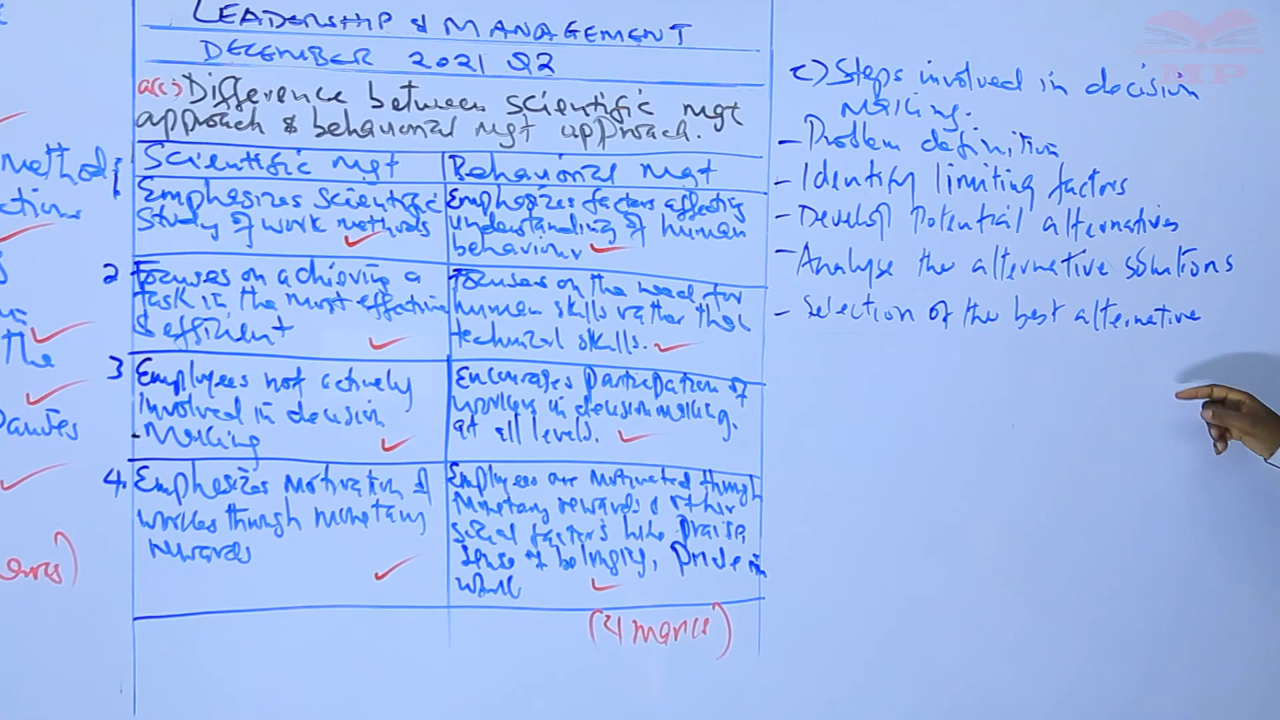 LEADERSHIP & MANAGEMENT
DECEMBER 2021 Q2
a(i) Difference between scientific mgt
approach & behavioral mgt approach.
Scientific mgt
Emphasizes Scientific
Study of work methods
2 Focuses on achieving a
task in the most effective
& efficient
3 Employees not actively
involved in decision
-Making
4. Emphasizes motivation of
workers through monetary
rewards
Behavioral mgt
Emphasizes factors affecting
understanding of human
behaviour
focuses on the need for
human skills rather than
technical skills.
Encourages participation of
workers in decision making
at all levels.
Employees are motivated through
monetary rewards & other
social factors like praise,
sense of belonging, pride in
work
(4 marks)
c) Steps involved in decision
Making.
- Problem definition
- Identify limiting factors
- Develop potential alternatives
- Analyse the alternative solutions
- Selection of the best alternative
method
ctions
the
MP